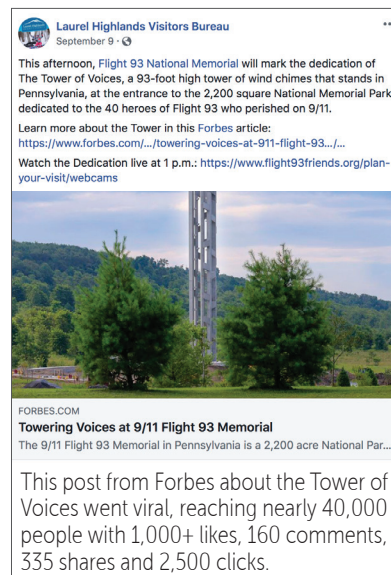 Laurel Highlands Visitors Bureau
September 9 ·
This afternoon, Flight 93 National Memorial will mark the dedication of
The Tower of Voices, a 93-foot high tower of wind chimes that stands in
Pennsylvania, at the entrance to the 2,200 square National Memorial Park
dedicated to the 40 heroes of Flight 93 who perished on 9/11.
Learn more about the Tower in this Forbes article:
https://www.forbes.com/.../towering-voices-at-911-flight-93.../...
Watch the Dedication live at 1 p.m.: https://www.flight93friends.org/plan-
your-visit/webcams
FORBES.COM
Towering Voices at 9/11 Flight 93 Memorial
The 9/11 Flight 93 Memorial in Pennsylvania is a 2,200 acre National Par...
This post from Forbes about the Tower of
Voices went viral, reaching nearly 40,000
people with 1,000+ likes, 160 comments,
335 shares and 2,500 clicks.